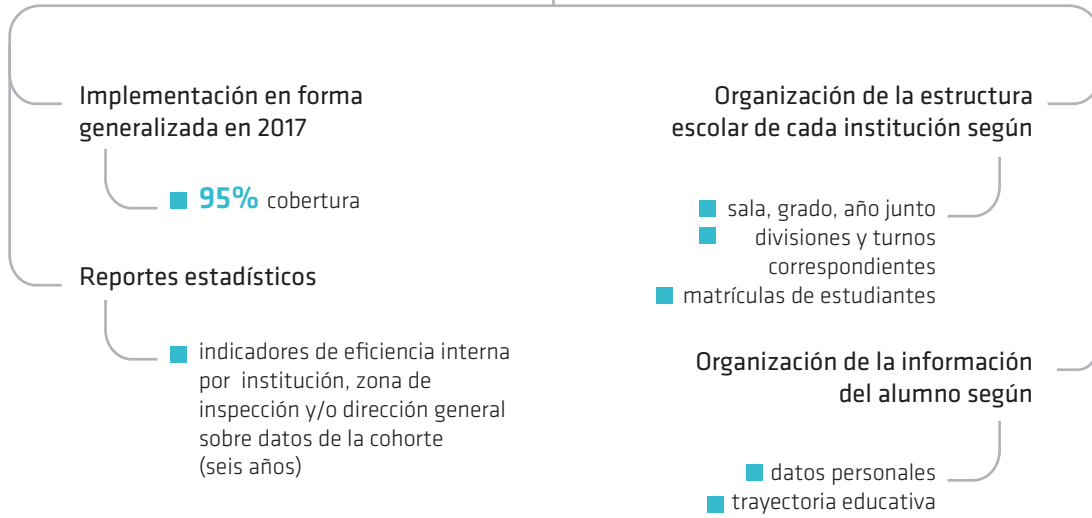 Implementación en forma
generalizada en 2017
95% cobertura
Reportes estadísticos
indicadores de eficiencia interna
por institución, zona de
inspección y/o dirección general
sobre datos de la cohorte
(seis años)
Organización de la estructura
escolar de cada institución según
sala, grado, año junto
divisiones y turnos
correspondientes
matrículas de estudiantes
Organización de la información
del alumno según
datos personales
trayectoria educativa